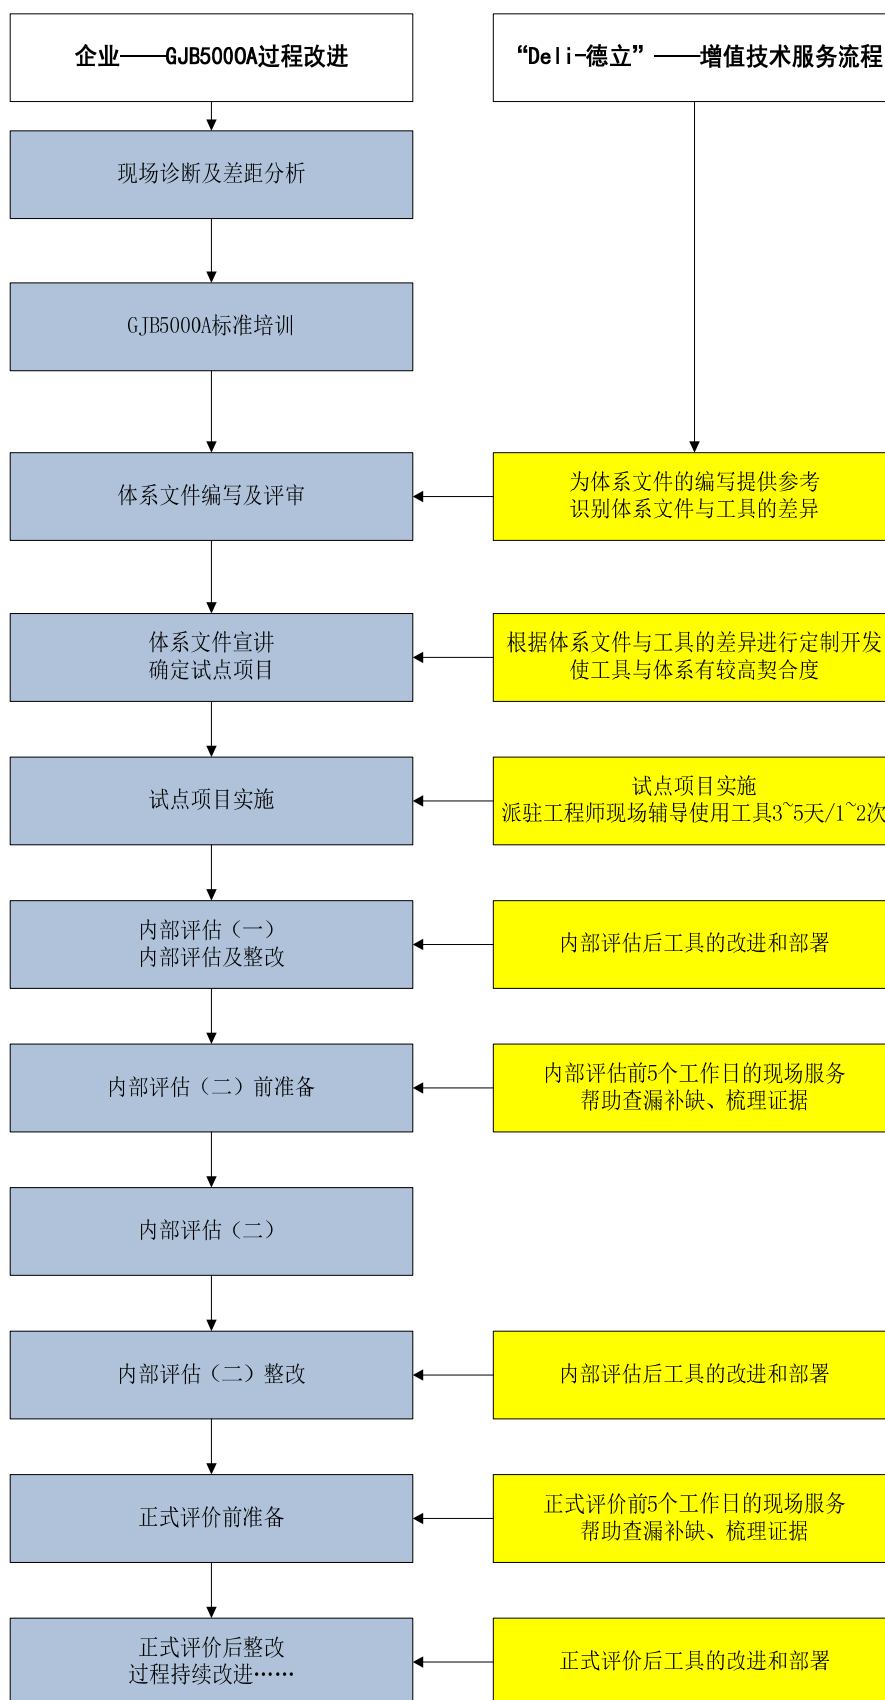 企业——GJB5000A过程改进
“Deli-德立”——增值技术服务流程
现场诊断及差距分析
GJB5000A标准培训
体系文件编写及评审
为体系文件的编写提供参考
识别体系文件与工具的差异
体系文件宣讲
确定试点项目
根据体系文件与工具的差异进行定制开发
使工具与体系有较高契合度
试点项目实施
试点项目实施
派驻工程师现场辅导使用工具3~5天/1~2次
内部评估（一）
内部评估及整改
内部评估后工具的改进和部署
内部评估（二）前准备
内部评估前5个工作日的现场服务
帮助查漏补缺、梳理证据
内部评估（二）
内部评估（二）整改
内部评估后工具的改进和部署
正式评价前准备
正式评价前5个工作日的现场服务
帮助查漏补缺、梳理证据
正式评价后整改
过程持续改进……
正式评价后工具的改进和部署